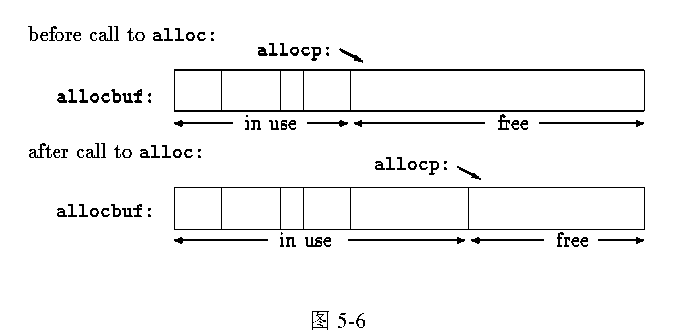 before call to alloc:
allocp:
allocbuf:
in use free
after call to alloc:
allocp:
allocbuf:
in use free
图 5-6